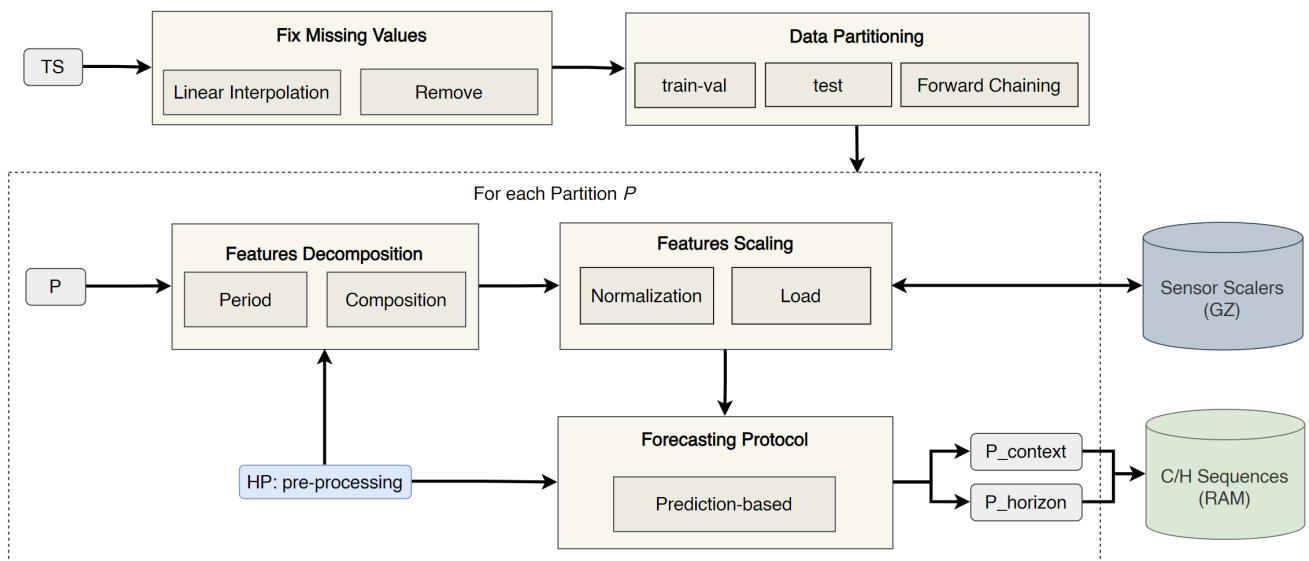 Fix Missing Values
Data Partitioning
TS
Linear Interpolation
Remove
train-val
test
Forward Chaining
For each Partition P
Features Decomposition
Features Scaling
P
Period
Composition
Normalization
Load
Sensor Scalers
(GZ)
Forecasting Protocol
HP: pre-processing
Prediction-based
P_context
P_horizon
C/H Sequences
(RAM)